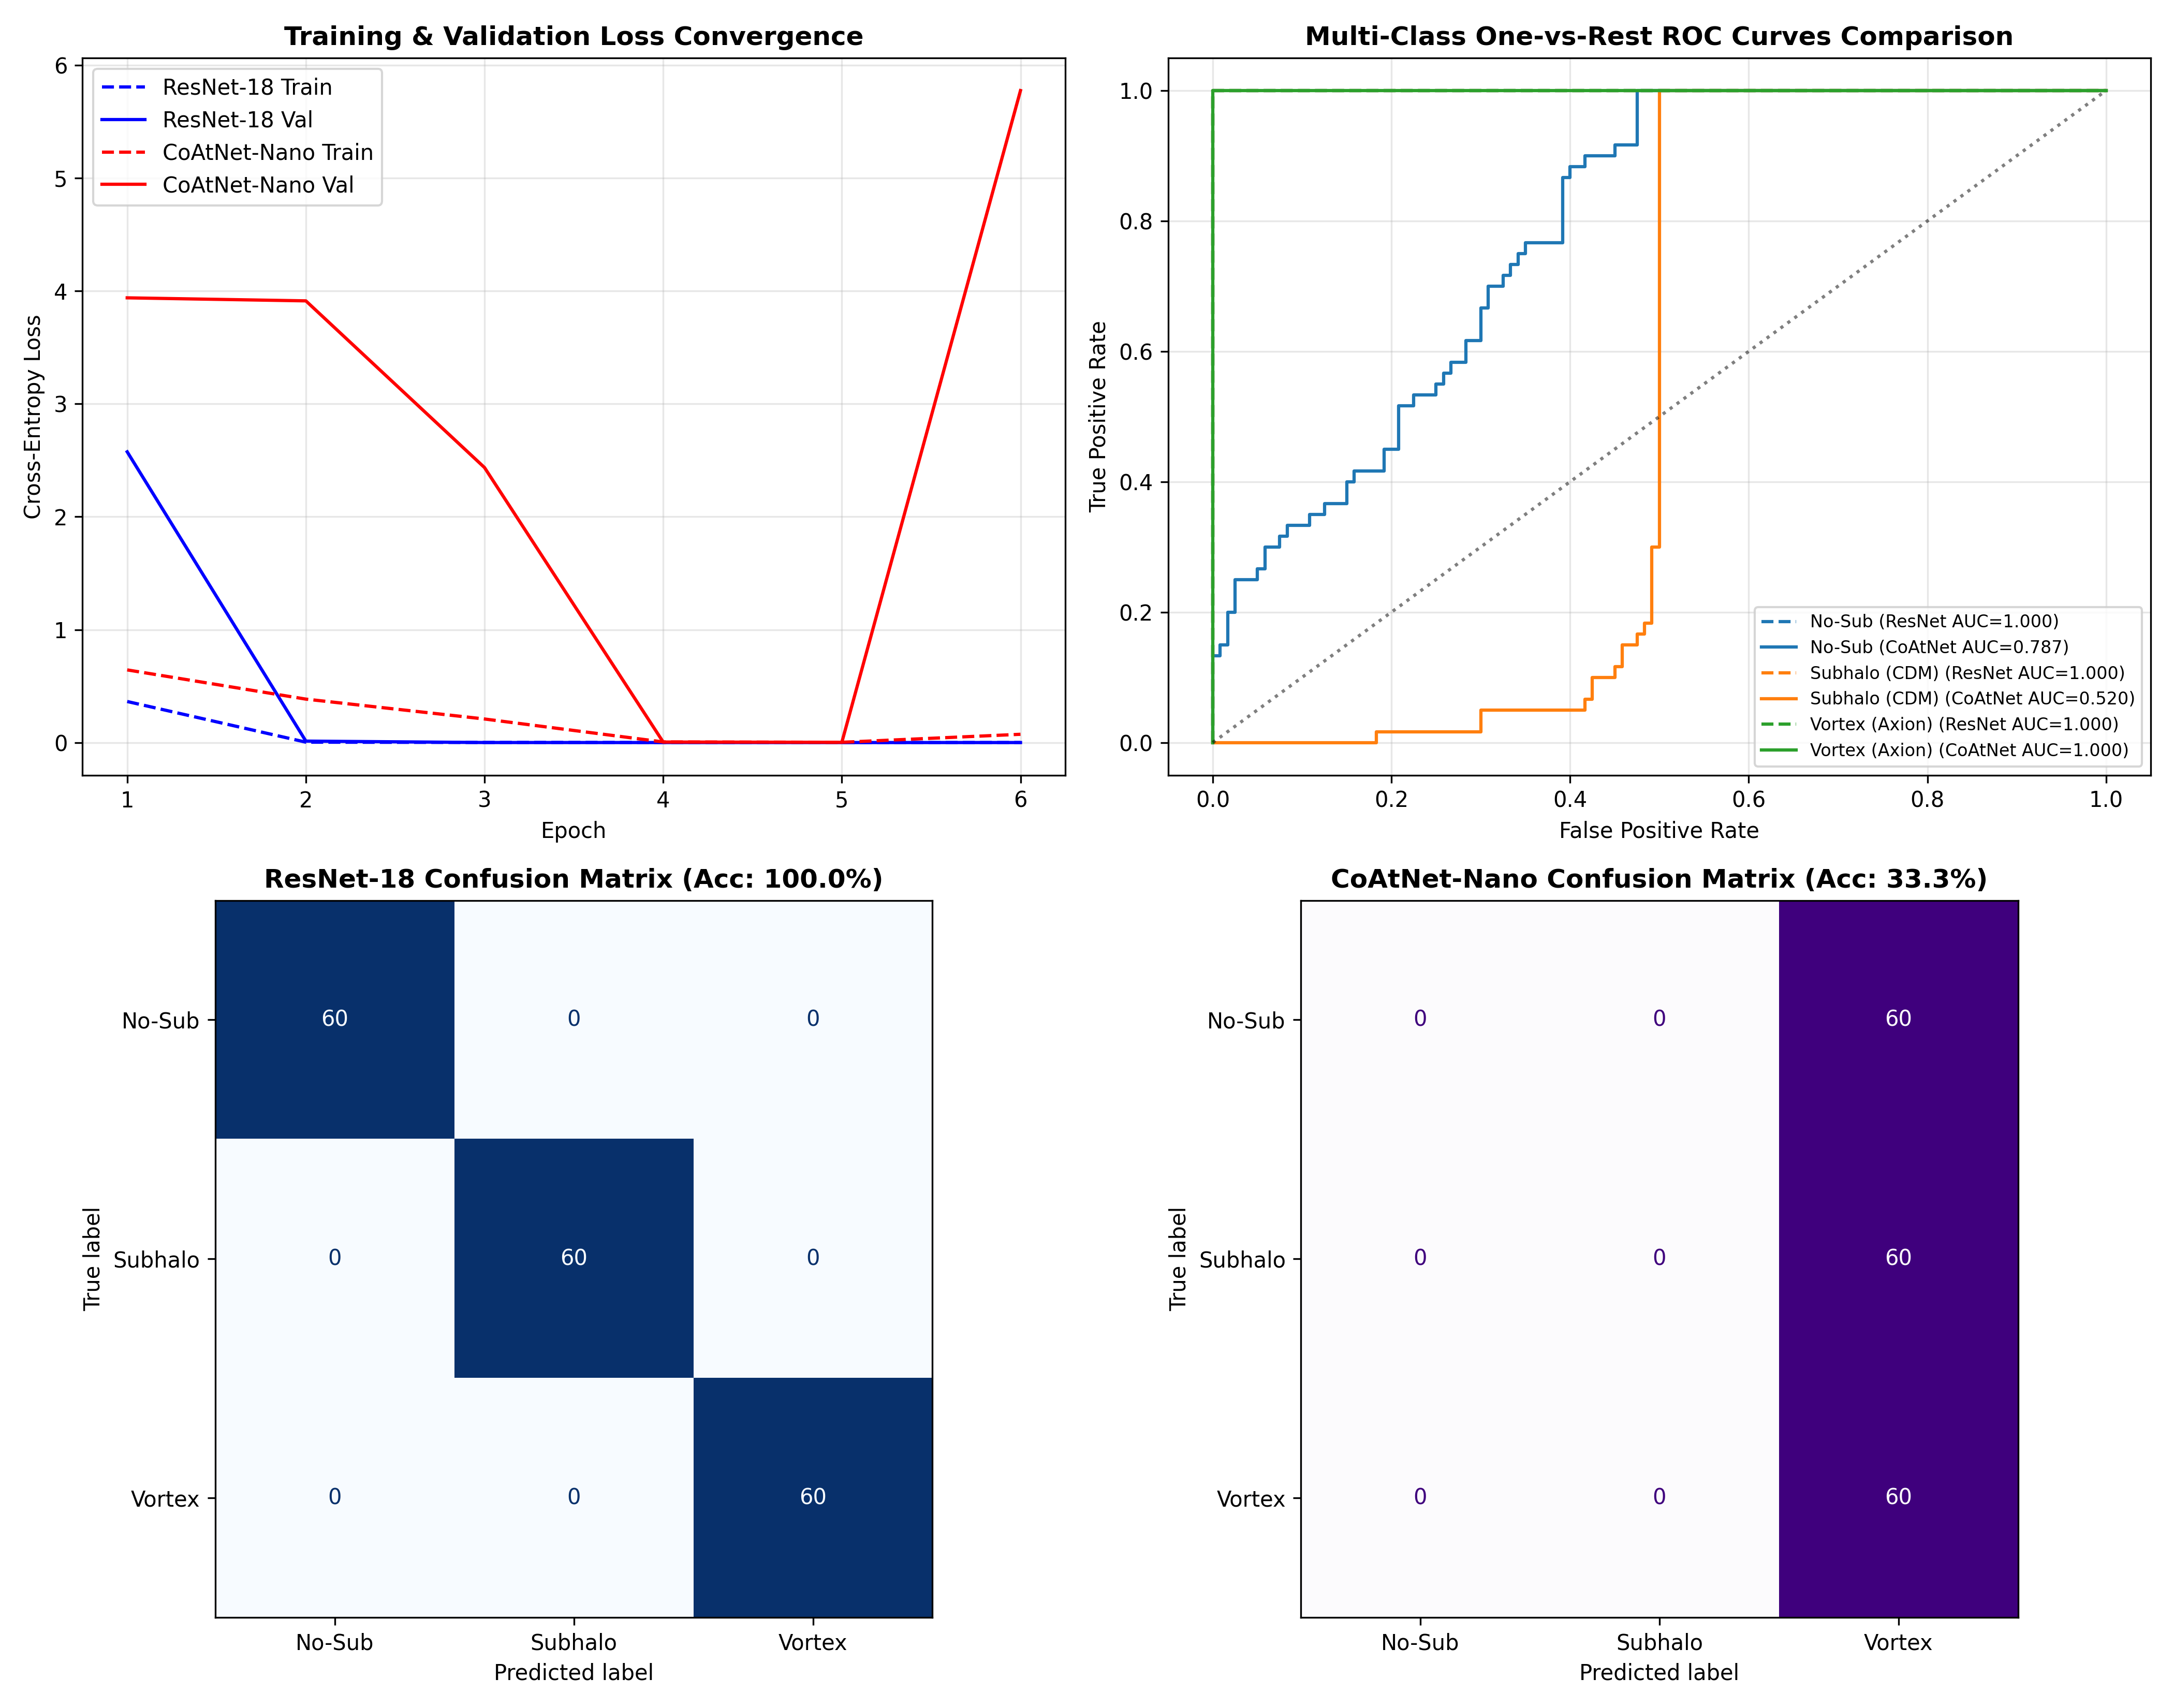 Training & Validation Loss Convergence
ResNet-18 Train
ResNet-18 Val
CoAtNet-Nano Train
CoAtNet-Nano Val
Cross-Entropy Loss
6
5
4
3
2
1
0
1 2 3 4 5 6
Epoch
Multi-Class One-vs-Rest ROC Curves Comparison
True Positive Rate
1.0
0.8
0.6
0.4
0.2
0.0
No-Sub (ResNet AUC=1.000)
No-Sub (CoAtNet AUC=0.787)
Subhalo (CDM) (ResNet AUC=1.000)
Subhalo (CDM) (CoAtNet AUC=0.520)
Vortex (Axion) (ResNet AUC=1.000)
Vortex (Axion) (CoAtNet AUC=1.000)
0.0 0.2 0.4 0.6 0.8 1.0
False Positive Rate
ResNet-18 Confusion Matrix (Acc: 100.0%)
True label
No-Sub 60 0 0
Subhalo 0 60 0
Vortex 0 0 60
No-Sub Subhalo Vortex
Predicted label
CoAtNet-Nano Confusion Matrix (Acc: 33.3%)
True label
No-Sub 0 0 60
Subhalo 0 0 60
Vortex 0 0 60
No-Sub Subhalo Vortex
Predicted label